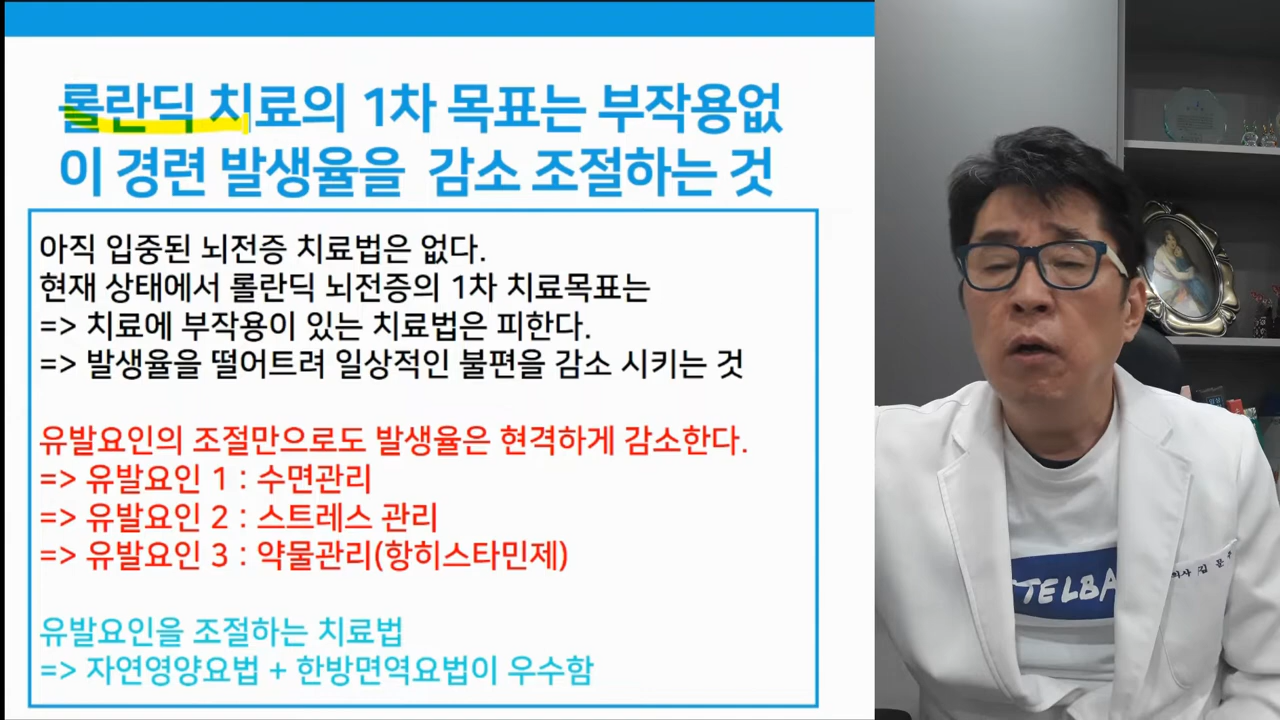 롤란딕 치료의 1차 목표는 부작용없
이 경련 발생율을 감소 조절하는 것
아직 입중된 뇌전증 치료법은 없다.
현재 상태에서 롤란딕 뇌전증의 1차 치료목표는
=> 치료에 부작용이 있는 치료법은 피한다.
=> 발생율을 떨어트려 일상적인 불편을 감소 시키는 것
유발요인의 조절만으로도 발생율은 현격하게 감소한다.
=> 유발요인 1 : 수면관리
=> 유발요인 2 : 스트레스 관리
=> 유발요인 3 : 약물관리(항히스타민제)
유발요인을 조절하는 치료법
=> 자연영양요법 + 한방면역요법이 우수함
TELBA